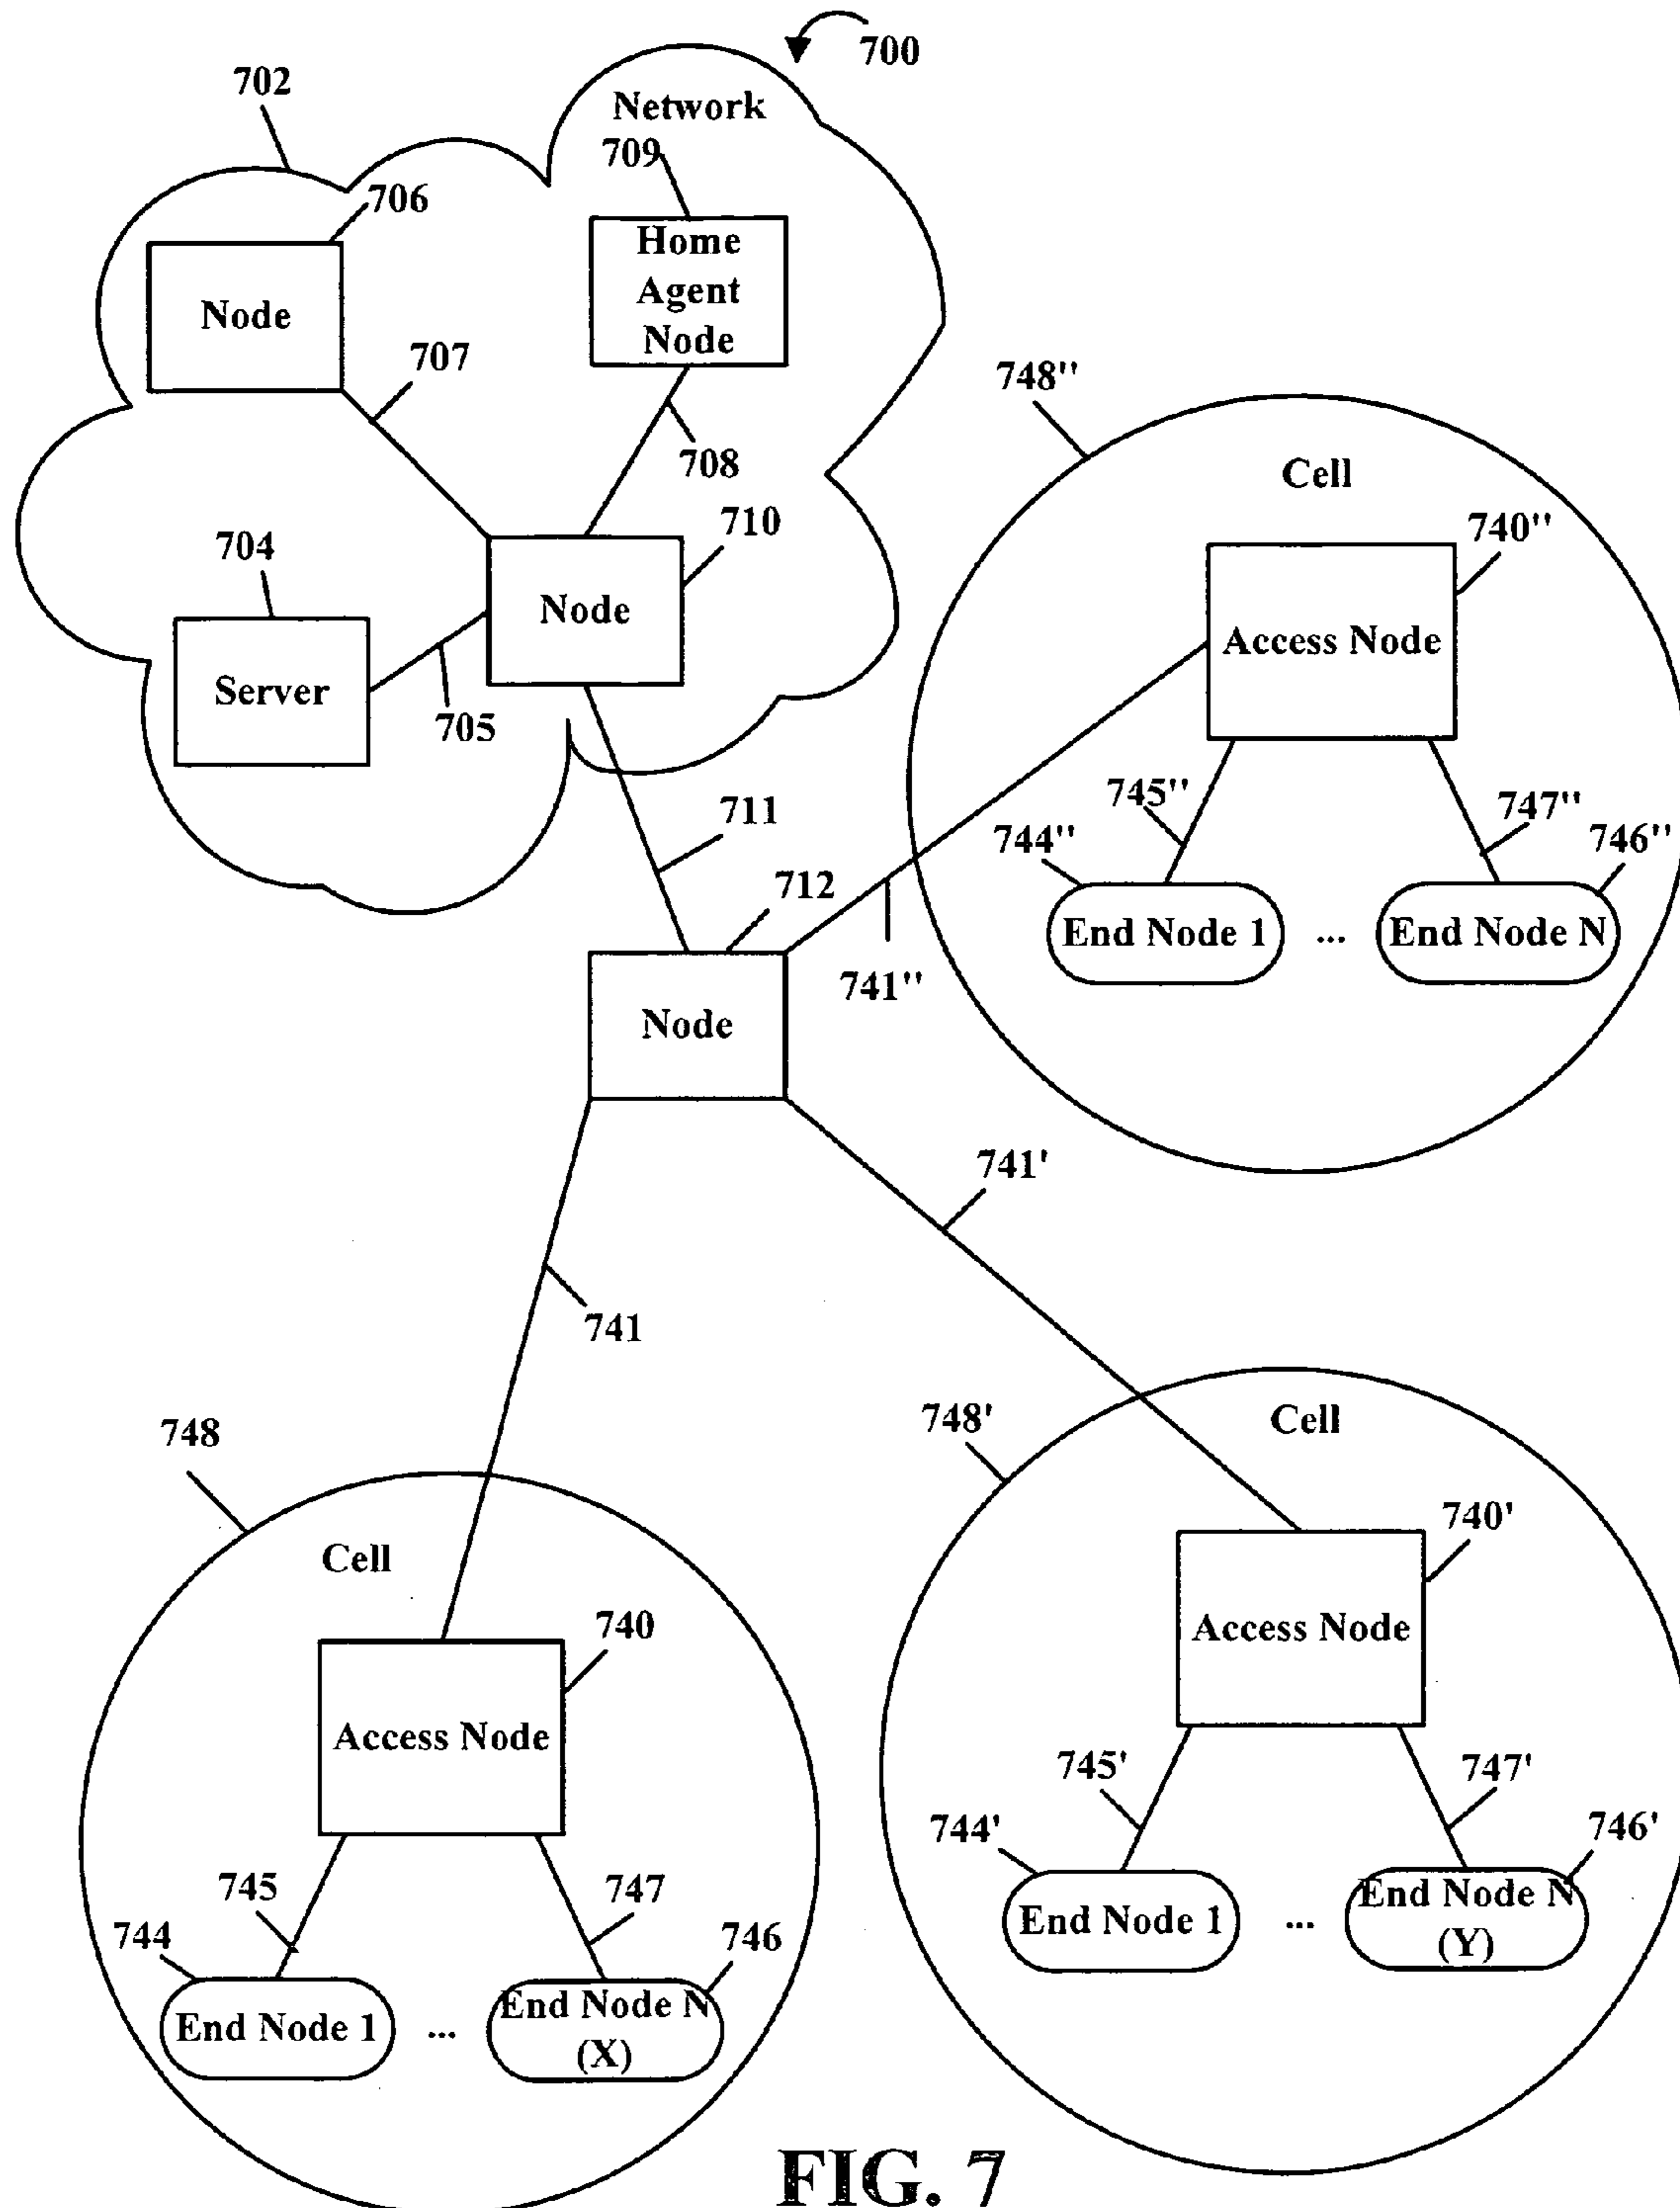 700
702
Network
709
706
Home
Agent
Node
Node
707
708
748''
Cell
710
740''
704
Node
Access Node
Server
705
745''
747''
711
744''
746''
712
End Node 1 ... End Node N
741''
Node
741'
741
748'
Cell
748
740'
Cell
740
Access Node
Access Node
745'
747'
744'
746'
745
747
End Node 1 ... End Node N
(Y)
744
746
End Node 1 ... End Node N
(X)
FIG. 7